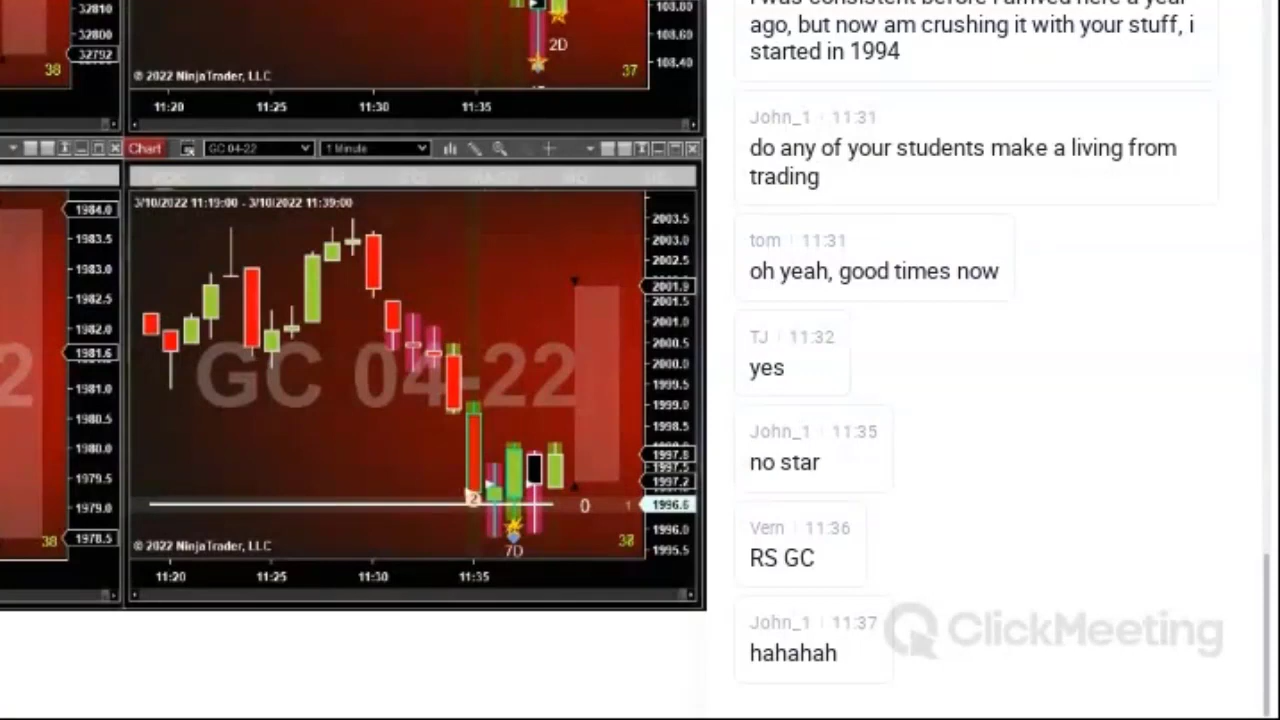 32810
32800
32792
38
© 2022 NinjaTrader, LLC
11:20
11:25
11:30
11:35
2D
37
108.80
108.60
108.40
ago, but now am crushing it with your stuff, i
started in 1994
John_1 11:31
do any of your students make a living from
trading
tom 11:31
oh yeah, good times now
TJ 11:32
yes
John_1 11:35
no star
Vern 11:36
RS GC
John_1 11:37
hahahah
ClickMeeting
Chart
GC 04-22
1 Minute
3/10/2022 11:19:00 - 3/10/2022 11:39:00
GC 04-22
1984.0
1983.5
1983.0
1982.5
1982.0
1981.6
1981.0
1980.5
1980.0
1979.5
1979.0
1978.5
38
2
2003.5
2003.0
2002.5
2001.9
2001.5
2001.0
2000.5
2000.0
1999.5
1999.0
1998.5
1997.8
1997.5
1997.2
1996.6
1996.0
1995.5
2
0
1
7D
38
© 2022 NinjaTrader, LLC
11:20
11:25
11:30
11:35